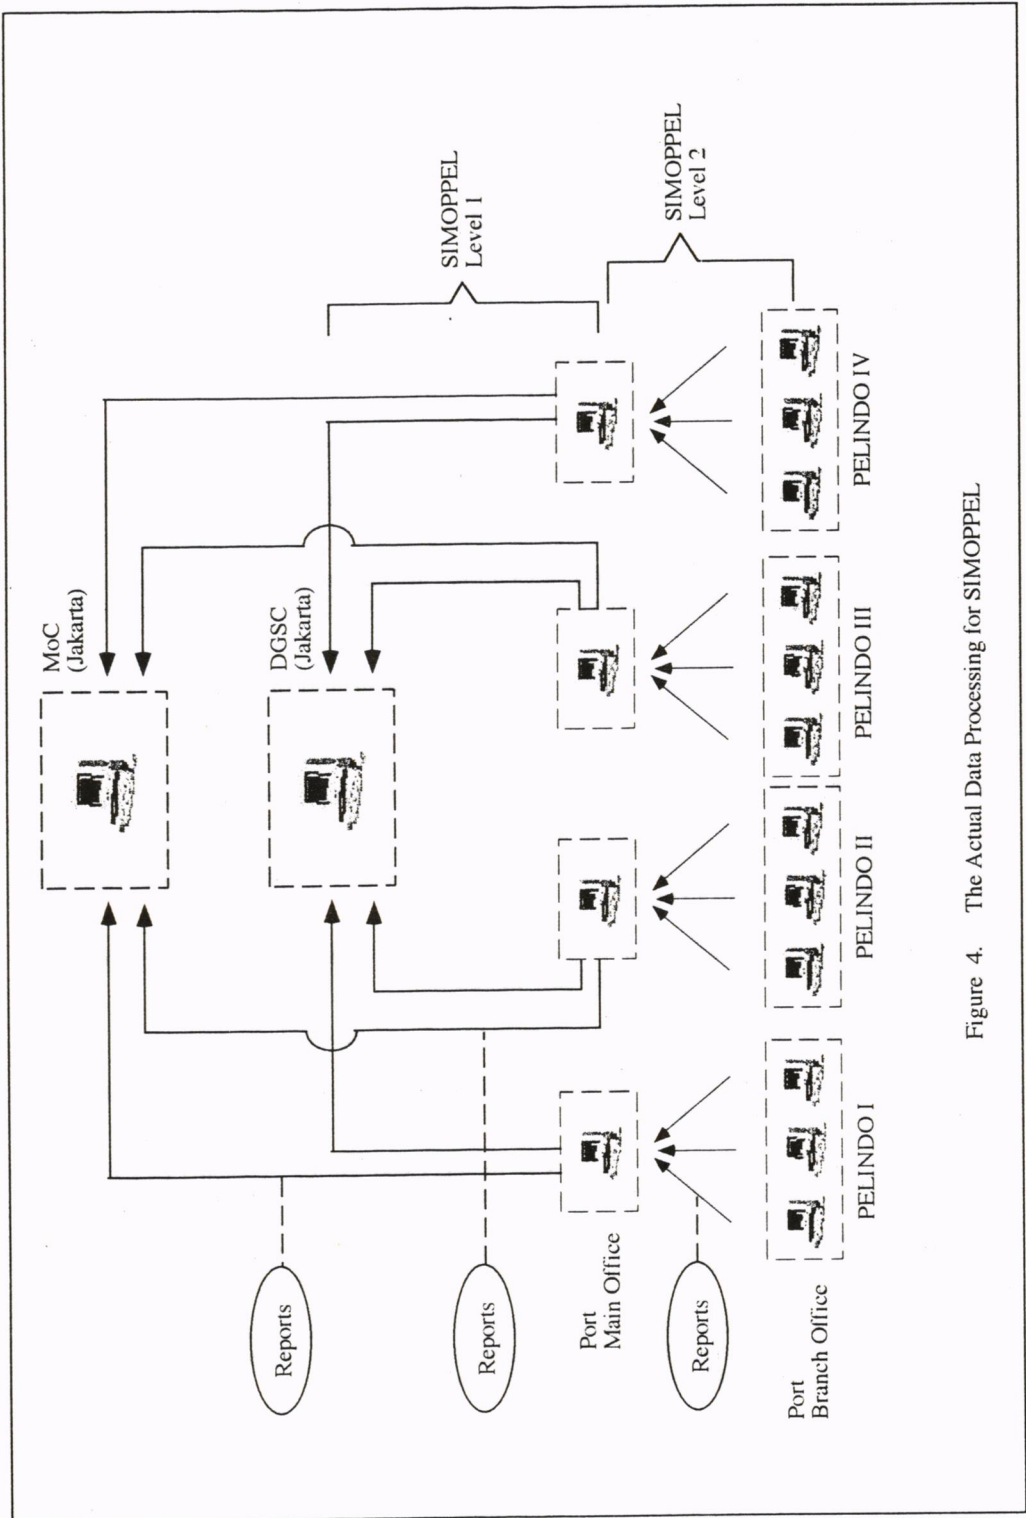 MoC
(Jakarta)
DGSC
(Jakarta)
SIMOPPEL
Level 1
SIMOPPEL
Level 2
Reports
Reports
Port
Main Office
Reports
Port
Branch Office
PELINDO I
PELINDO II
PELINDO III
PELINDO IV
Figure 4. The Actual Data Processing for SIMOPPEL